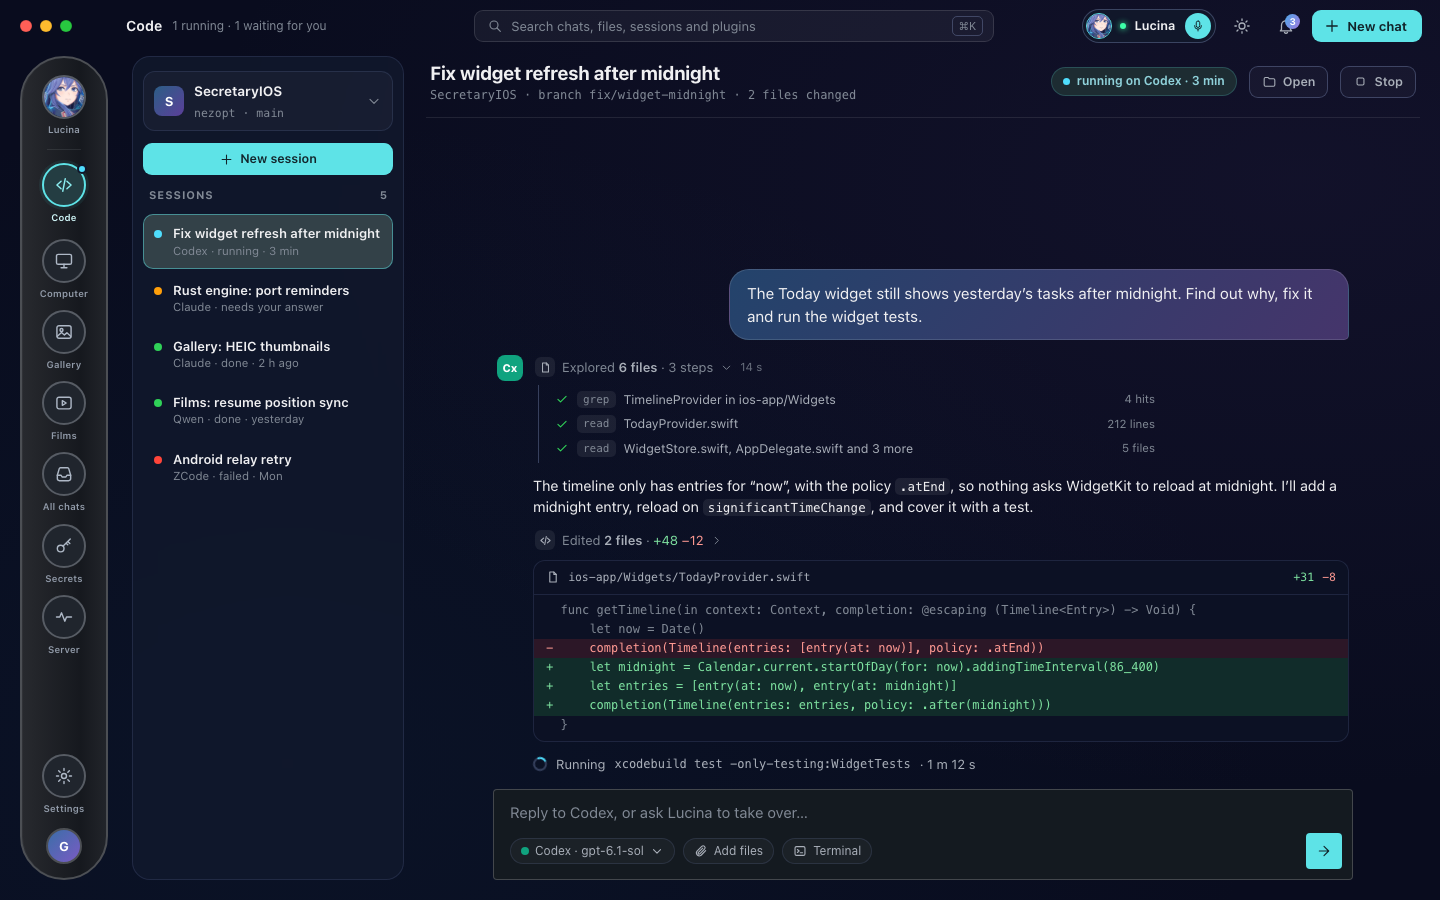 Code 1 running · 1 waiting for you
Search chats, files, sessions and plugins ⌘K
Lucina
3
New chat
Lucina
Code
Computer
Gallery
Films
All chats
Secrets
Server
Settings
G
S
SecretaryIOS
nezopt · main
New session
SESSIONS 5
Fix widget refresh after midnight
Codex · running · 3 min
Rust engine: port reminders
Claude · needs your answer
Gallery: HEIC thumbnails
Claude · done · 2 h ago
Films: resume position sync
Qwen · done · yesterday
Android relay retry
ZCode · failed · Mon
Fix widget refresh after midnight
SecretaryIOS · branch fix/widget-midnight · 2 files changed
running on Codex · 3 min
Open
Stop
The Today widget still shows yesterday’s tasks after midnight. Find out why, fix it
and run the widget tests.
Cx
Explored 6 files · 3 steps 14 s
grep TimelineProvider in ios-app/Widgets 4 hits
read TodayProvider.swift 212 lines
read WidgetStore.swift, AppDelegate.swift and 3 more 5 files
The timeline only has entries for “now”, with the policy .atEnd, so nothing asks WidgetKit to reload at midnight. I’ll add a
midnight entry, reload on significantTimeChange, and cover it with a test.
Edited 2 files · +48 −12
ios-app/Widgets/TodayProvider.swift +31 −8
func getTimeline(in context: Context, completion: @escaping (Timeline<Entry>) -> Void) {
let now = Date()
− completion(Timeline(entries: [entry(at: now)], policy: .atEnd))
+ let midnight = Calendar.current.startOfDay(for: now).addingTimeInterval(86_400)
+ let entries = [entry(at: now), entry(at: midnight)]
+ completion(Timeline(entries: entries, policy: .after(midnight)))
}
Running xcodebuild test -only-testing:WidgetTests · 1 m 12 s
Reply to Codex, or ask Lucina to take over…
Codex · gpt-6.1-sol
Add files
Terminal